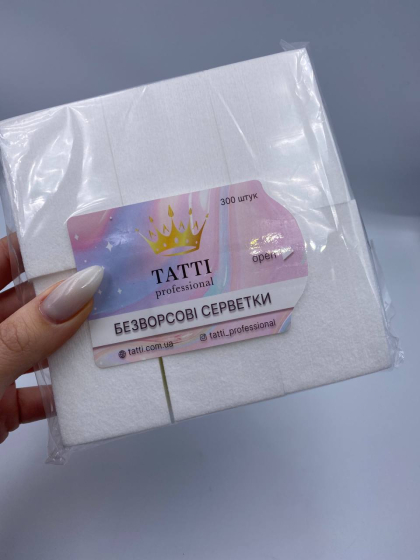 300 штук
open
TATTI
professional
БЕЗВОРСОВІ СЕРВЕТКИ
tatti.com.ua tatti_professional